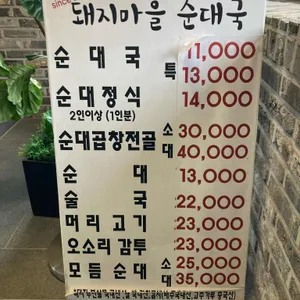 since
돼지마을 순대국
순대국 11,000
특 13,000
순대정식 14,000
2인이상 (1인분)
순대곱창전골 소 30,000
대 40,000
순대 13,000
술국 22,000
머리고기 23,000
오소리감투 23,000
모듬순대 소 25,000
대 35,000